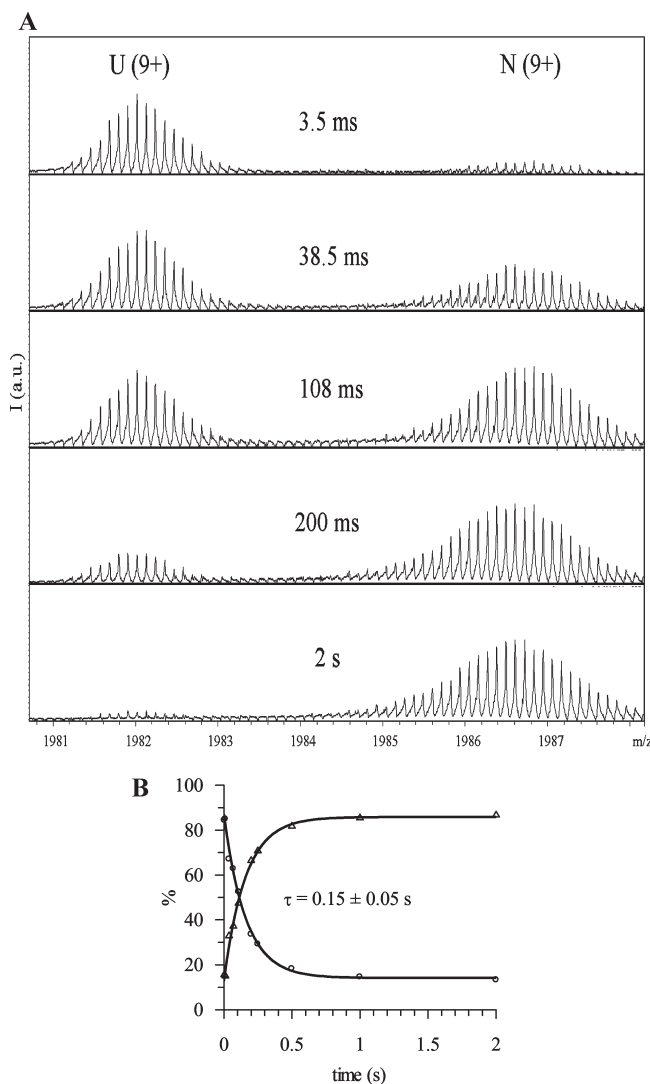 A
U (9+) N (9+)
3.5 ms
38.5 ms
108 ms
200 ms
2 s
I (a.u.)
1981 1982 1983 1984 1985 1986 1987 m/z
B
100
80
60
40
20
0
%
τ = 0.15 ± 0.05 s
0 0.5 1 1.5 2
time (s)